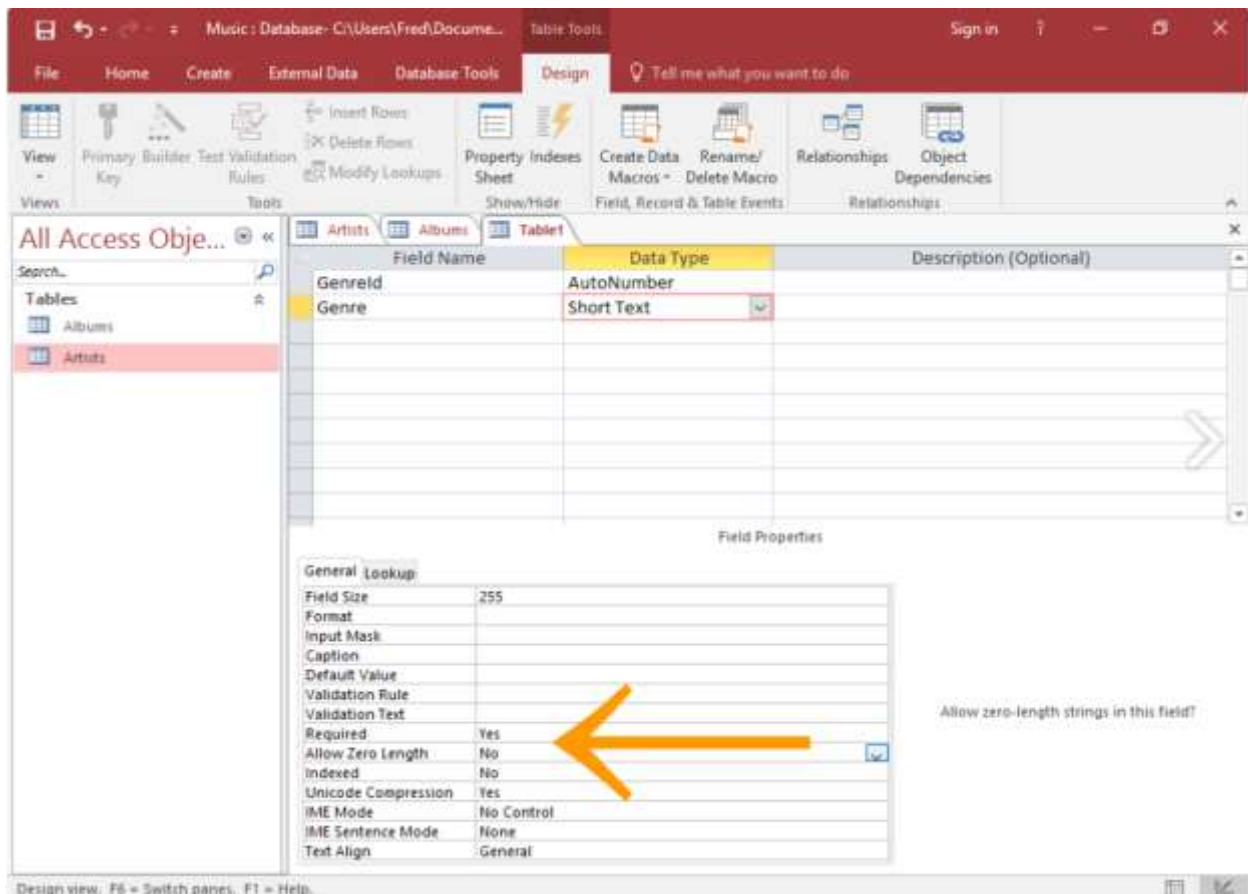 Music : Database- C:\Users\Fred\Docume... Table Tools Sign in ?
File Home Create External Data Database Tools Design Tell me what you want to do
View Primary Key Builder Test Validation Rules Insert Rows Delete Rows Modify Lookups Property Sheet Indexes Create Data Macros Rename/ Delete Macro Relationships Object Dependencies
Views Tools Show/Hide Field, Record & Table Events Relationships
All Access Obje... «
Search..
Tables
Albums
Artists
Artists Albums Table1
Field Name Data Type Description (Optional)
GenreId AutoNumber
Genre Short Text
Field Properties
General Lookup
Field Size 255
Format
Input Mask
Caption
Default Value
Validation Rule
Validation Text
Required Yes
Allow Zero Length No
Indexed No
Unicode Compression Yes
IME Mode No Control
IME Sentence Mode None
Text Align General
Allow zero-length strings in this field?
Design view. F6 = Switch panes. F1 = Help.